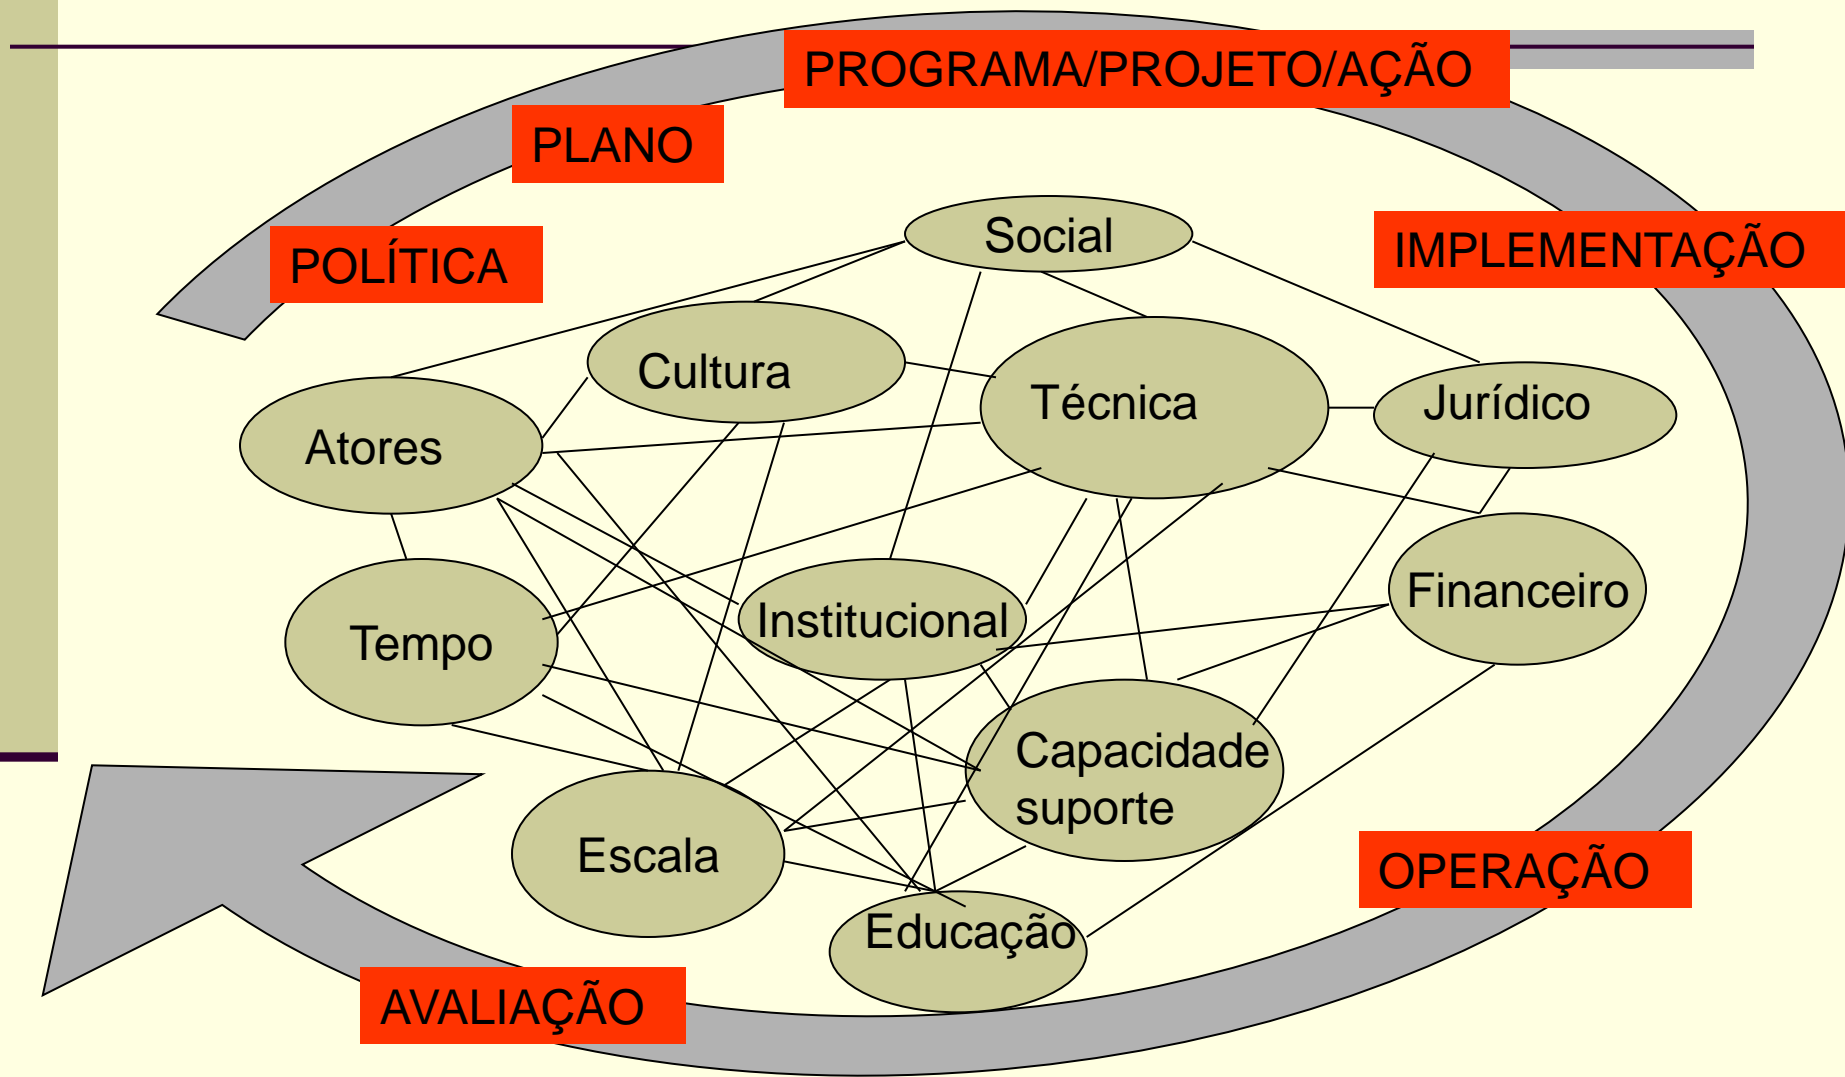 PROGRAMA/PROJETO/AÇÃO
PLANO
POLÍTICA
Social
IMPLEMENTAÇÃO
Cultura
Técnica
Jurídico
Atores
Tempo
Institucional
Financeiro
Capacidade
suporte
Escala
Educação
OPERAÇÃO
AVALIAÇÃO